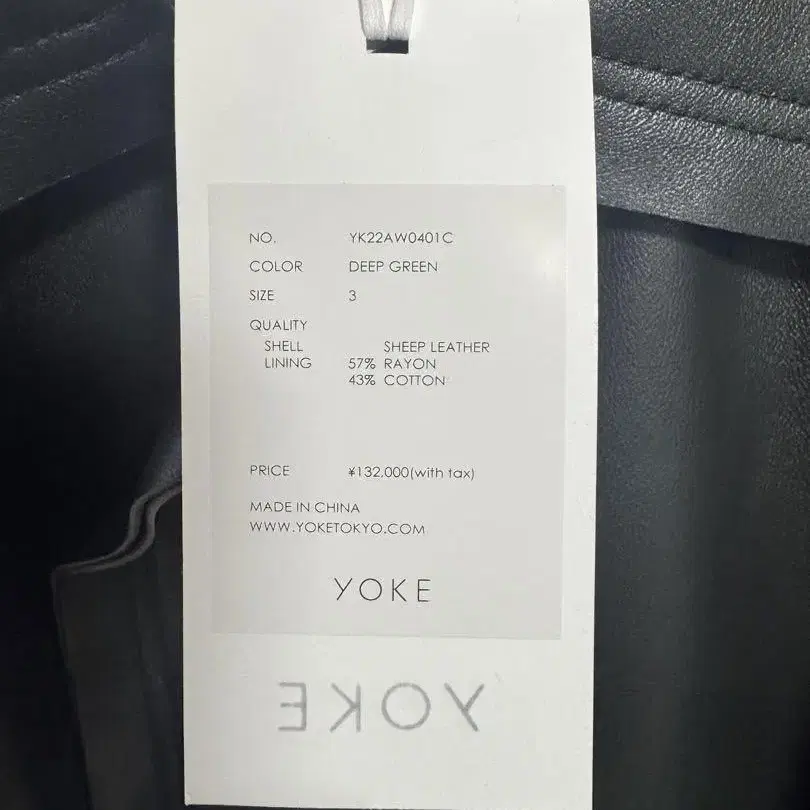 NO. YK22AW0401C
COLOR DEEP GREEN
SIZE 3
QUALITY
SHELL SHEEP LEATHER
LINING 57% RAYON
43% COTTON
PRICE ¥132,000(with tax)
MADE IN CHINA
WWW.YOKETOKYO.COM
YOKE
YOKE